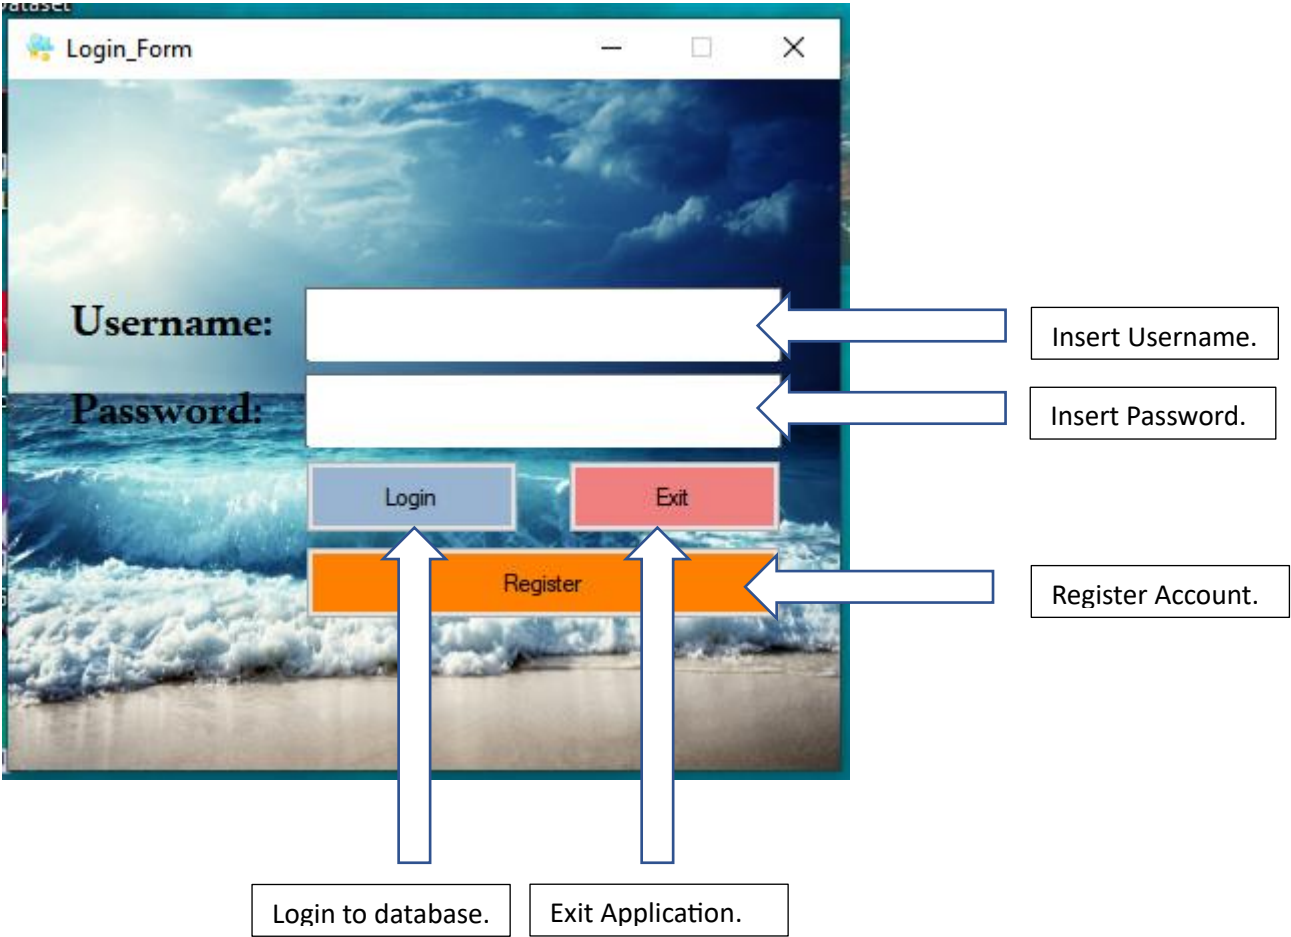 Login_Form
Username:
Insert Username.
Password:
Insert Password.
Login
Exit
Register
Register Account.
Login to database.
Exit Application.